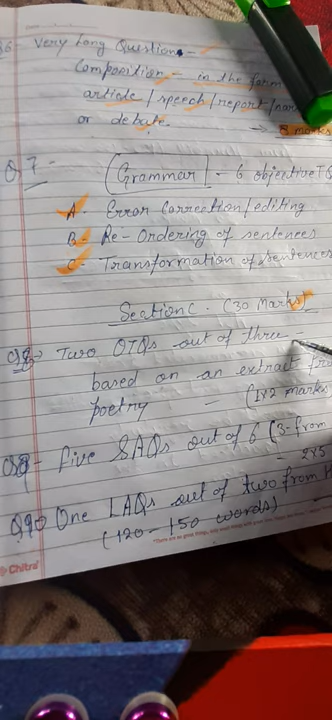 Q6- Very Long Question.
Composition - in the form
article / speech / report / nar
or debate.
→ 8 marks
Q7- [Grammar] - 6 objective T Q
A. Error Correction / editing
B. Re-Ordering of sentences
C. Transformation of sentences
Section C. (30 Marks)
Two OTQs out of three -
based on an extract fro
poetry - (1x2 marks
Q8- Five SAQs out of 6 (3-from
= 2x5
Q9 One LAQs out of two from
(120-150 words)
Chitra